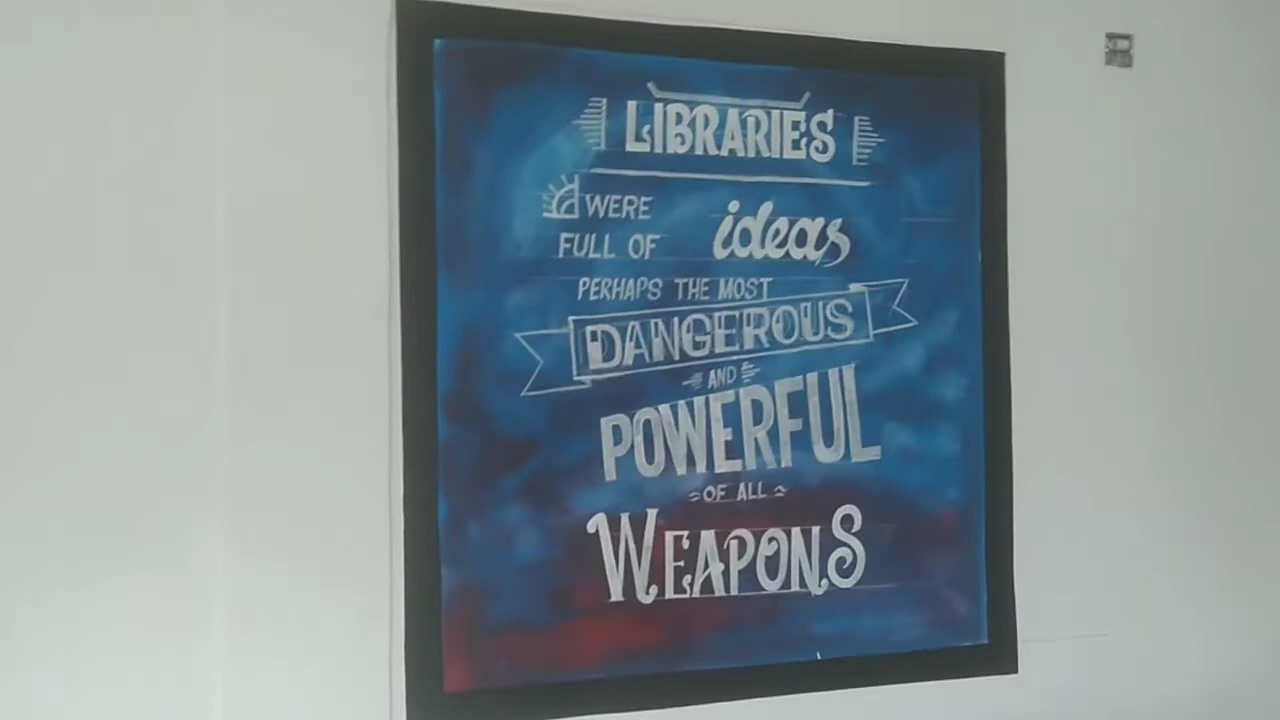 LIBRARIES
WERE
FULL OF ideas
PERHAPS THE MOST
DANGEROUS
AND
POWERFUL
OF ALL
WEAPONS